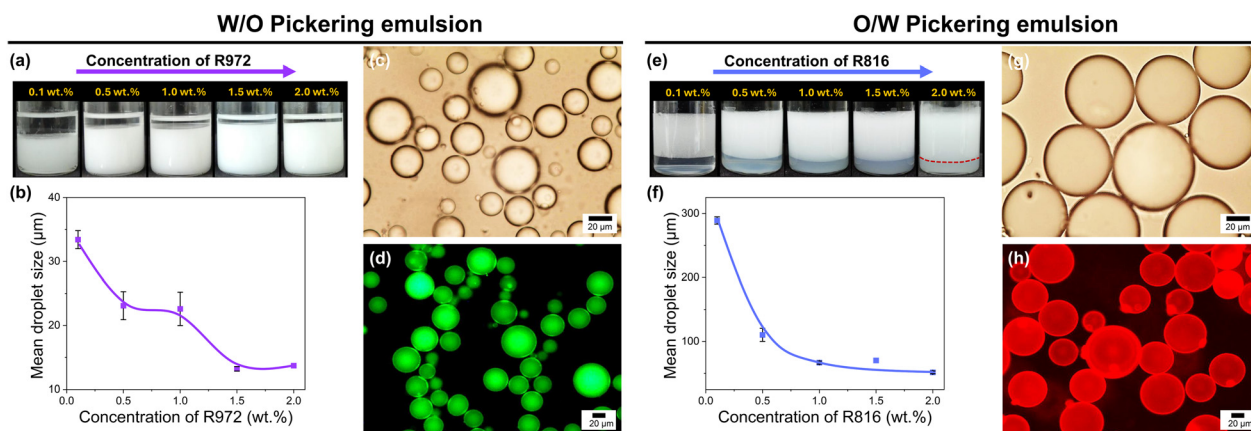 W/O Pickering emulsion
(a)
Concentration of R972
0.1 wt.% 0.5 wt.% 1.0 wt.% 1.5 wt.% 2.0 wt.%
(b)
40
30
20
10
Mean droplet size (μm)
0.0 0.5 1.0 1.5 2.0
Concentration of R972 (wt.%)
(c)
20 μm
(d)
20 μm
O/W Pickering emulsion
(e)
Concentration of R816
0.1 wt.% 0.5 wt.% 1.0 wt.% 1.5 wt.% 2.0 wt.%
(f)
300
200
100
Mean droplet size (μm)
0.0 0.5 1.0 1.5 2.0
Concentration of R816 (wt.%)
(g)
20 μm
(h)
20 μm